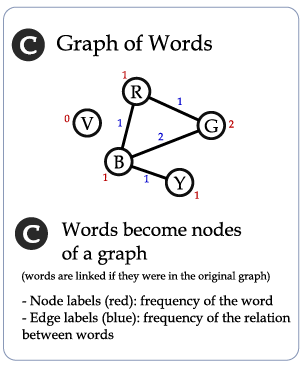 C Graph of Words
1
R
1
0
V
1
G
2
2
B
1
1
Y
1
C Words become nodes
of a graph
(words are linked if they were in the original graph)
- Node labels (red): frequency of the word
- Edge labels (blue): frequency of the relation
between words